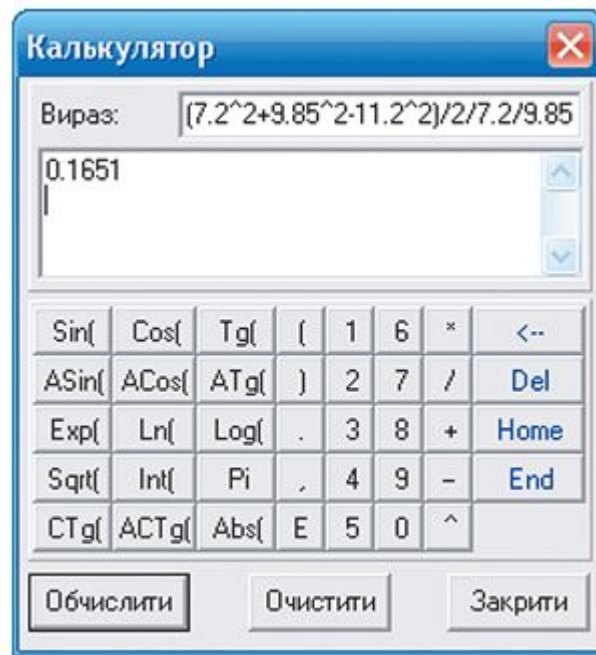 Калькулятор
Вираз: (7.2^2+9.85^2-11.2^2)/2/7.2/9.85
0.1651
Sin( Cos( Tg( ( 1 6 * <--
ASin( ACos( ATg( ) 2 7 / Del
Exp( Ln( Log( . 3 8 + Home
Sqrt( Int( Pi , 4 9 - End
CTg( ACTg( Abs( E 5 0 ^
Обчислити Очистити Закрити